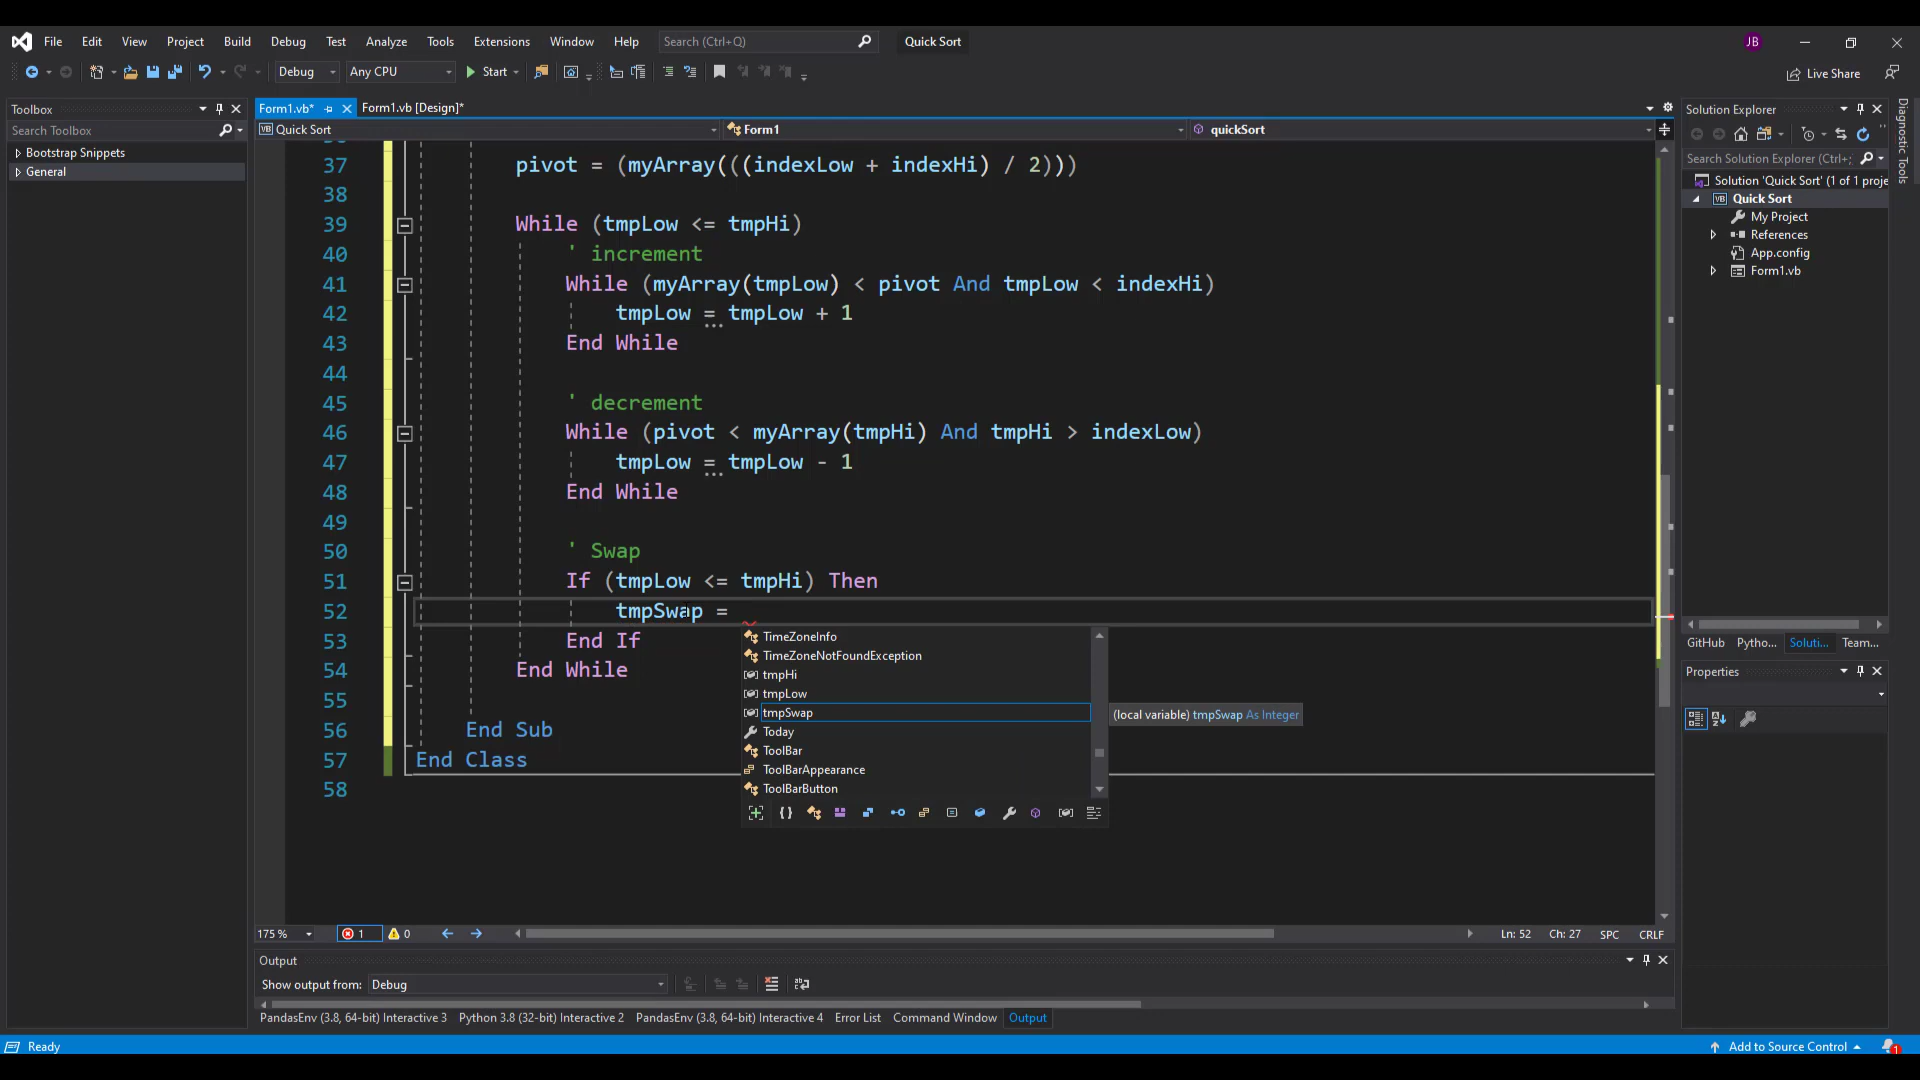 File Edit View Project Build Debug Test Analyze Tools Extensions Window Help Search (Ctrl+Q) Quick Sort JB
Debug Any CPU Start Live Share
Toolbox
Search Toolbox
Bootstrap Snippets
General
Form1.vb* Form1.vb [Design]*
Quick Sort Form1 quickSort
37 pivot = (myArray(((indexLow + indexHi) / 2)))
38
39 While (tmpLow <= tmpHi)
40 ' increment
41 While (myArray(tmpLow) < pivot And tmpLow < indexHi)
42 tmpLow = tmpLow + 1
43 End While
44
45 ' decrement
46 While (pivot < myArray(tmpHi) And tmpHi > indexLow)
47 tmpLow = tmpLow - 1
48 End While
49
50 ' Swap
51 If (tmpLow <= tmpHi) Then
52 tmpSwap =
53 End If
54 End While
55
56 End Sub
57 End Class
58
TimeZoneInfo
TimeZoneNotFoundException
tmpHi
tmpLow
tmpSwap
Today
ToolBar
ToolBarAppearance
ToolBarButton
(local variable) tmpSwap As Integer
175 % 1 0 Ln: 52 Ch: 27 SPC CRLF
Output
Show output from: Debug
PandasEnv (3.8, 64-bit) Interactive 3 Python 3.8 (32-bit) Interactive 2 PandasEnv (3.8, 64-bit) Interactive 4 Error List Command Window Output
Solution Explorer
Search Solution Explorer (Ctrl+;
Solution 'Quick Sort' (1 of 1 proje
Quick Sort
My Project
References
App.config
Form1.vb
GitHub Pytho... Soluti... Team...
Properties
Diagnostic Tools
Ready Add to Source Control 1